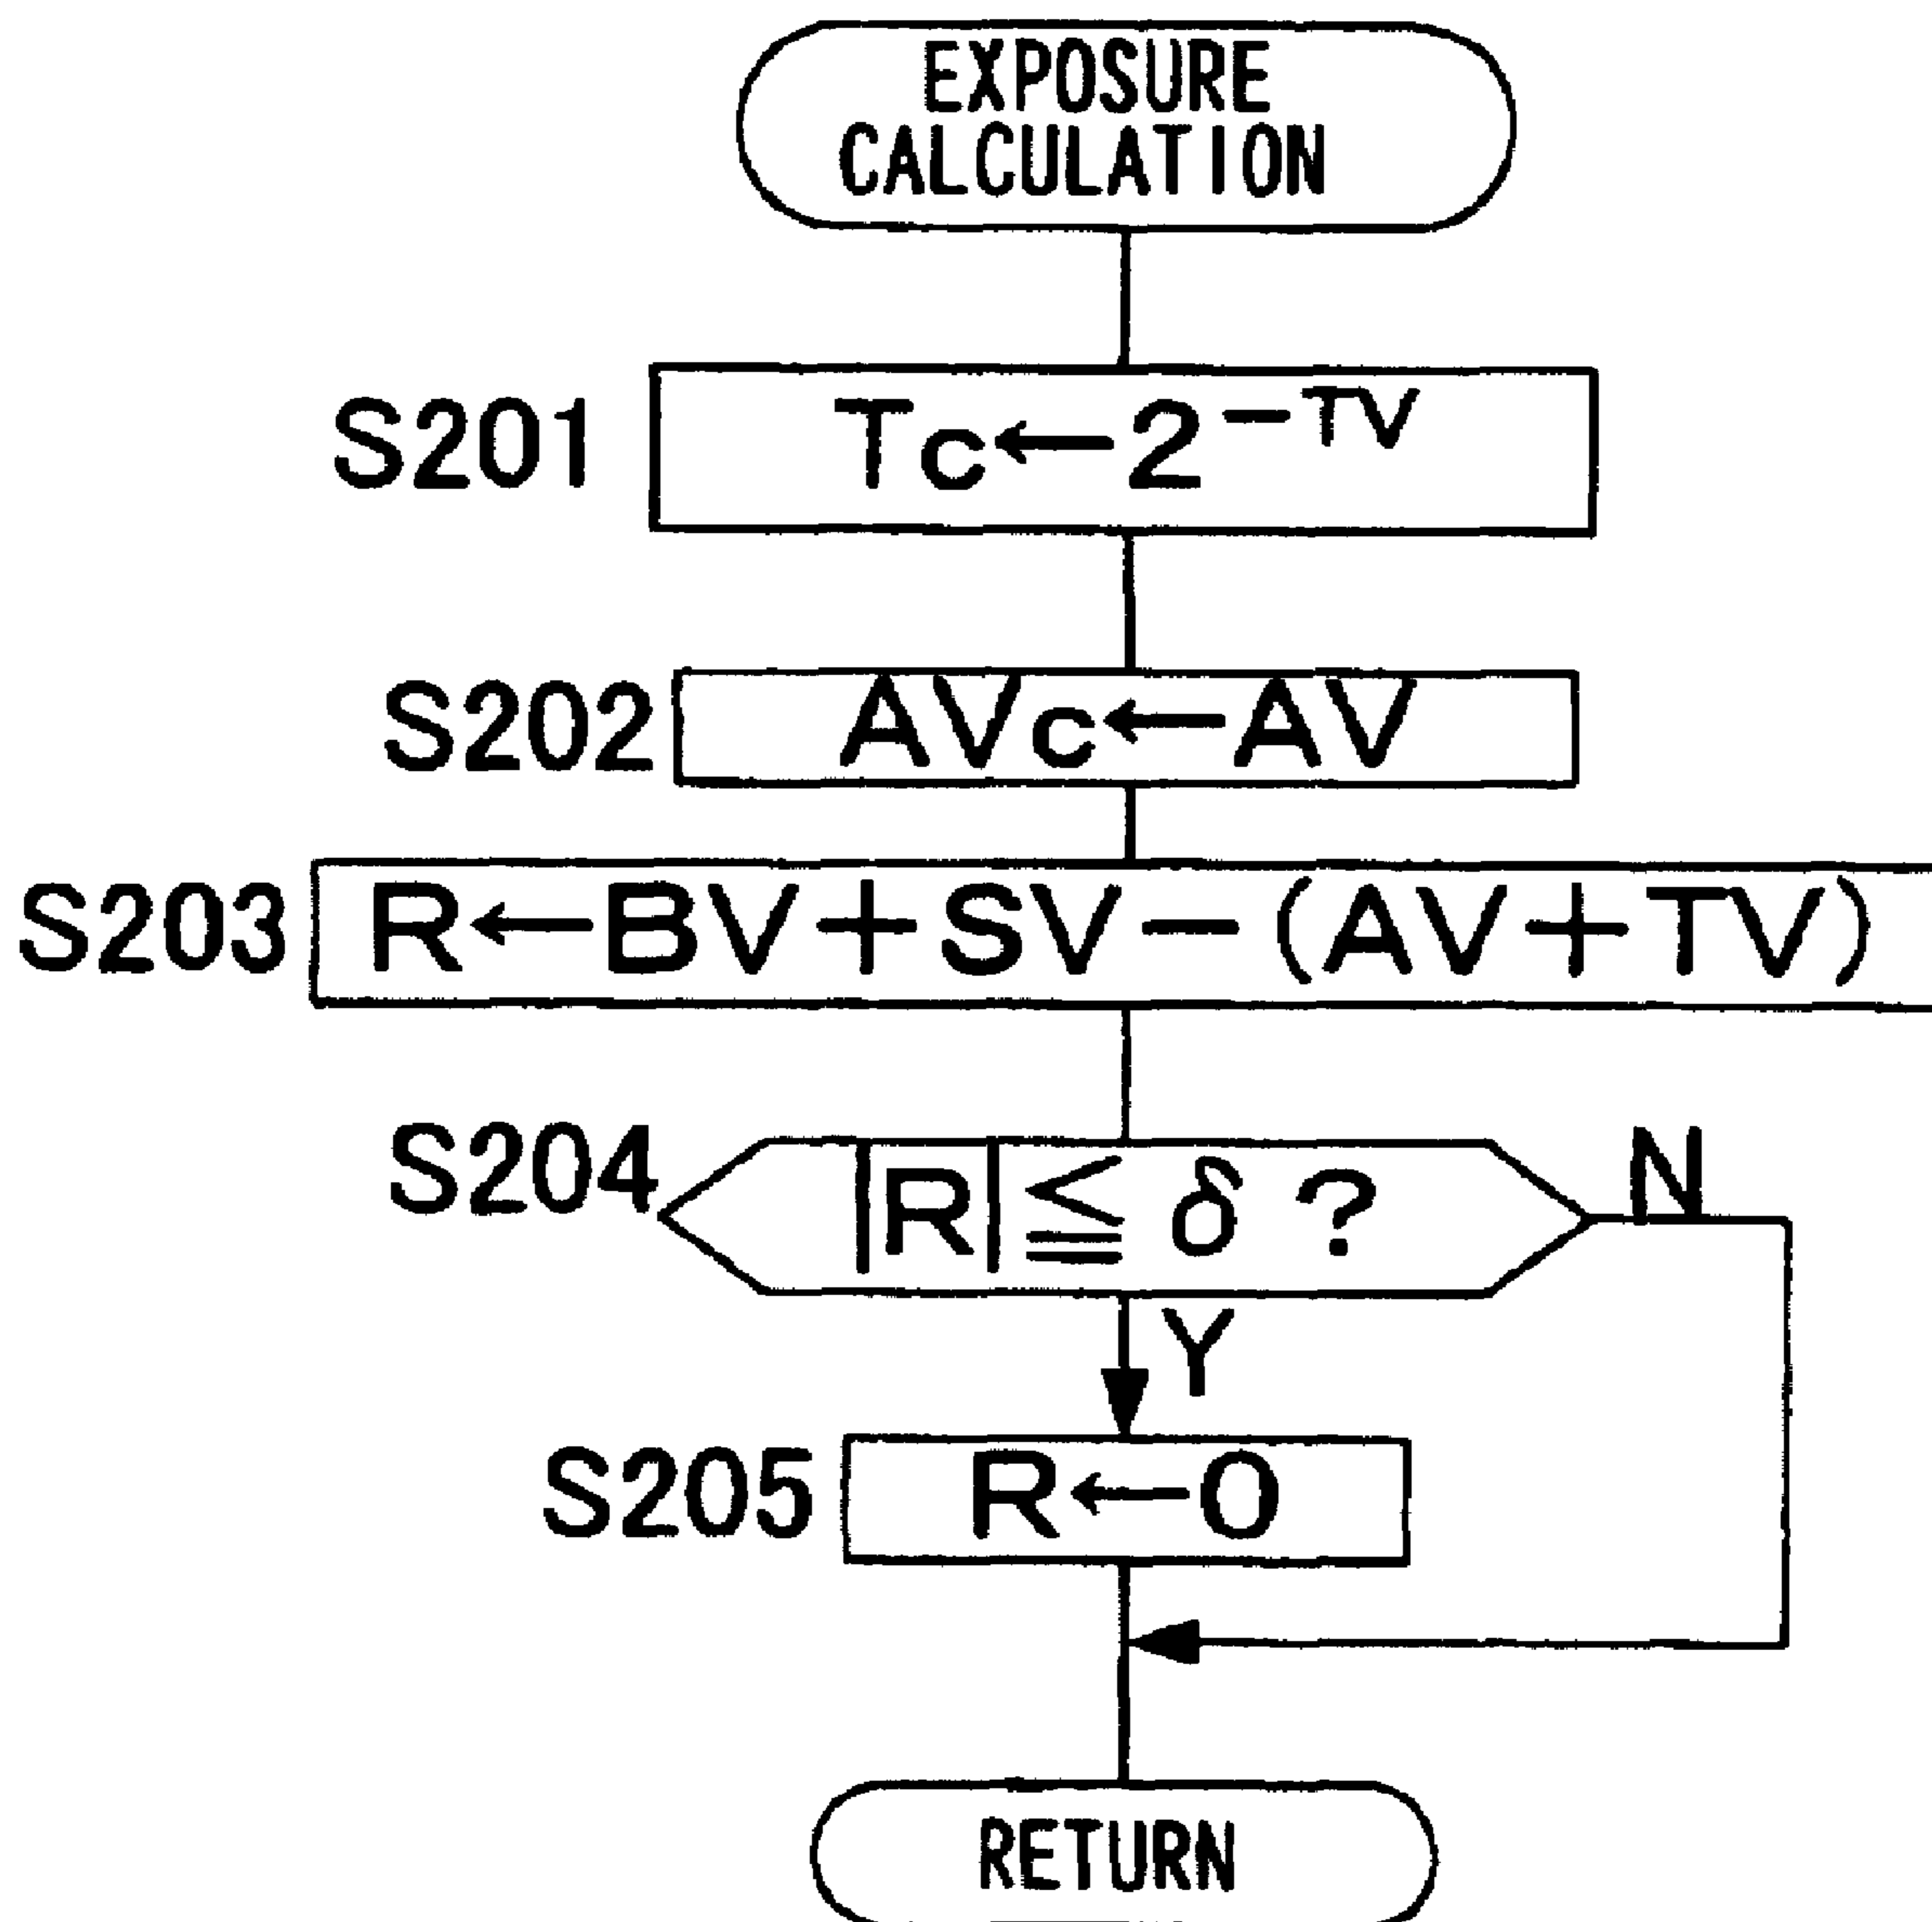 EXPOSURE
CALCULATION
S201 Tc←2^-TV
S202 AVc←AV
S203 R←BV+SV-(AV+TV)
S204 |R|≦δ? N
Y
S205 R←0
RETURN